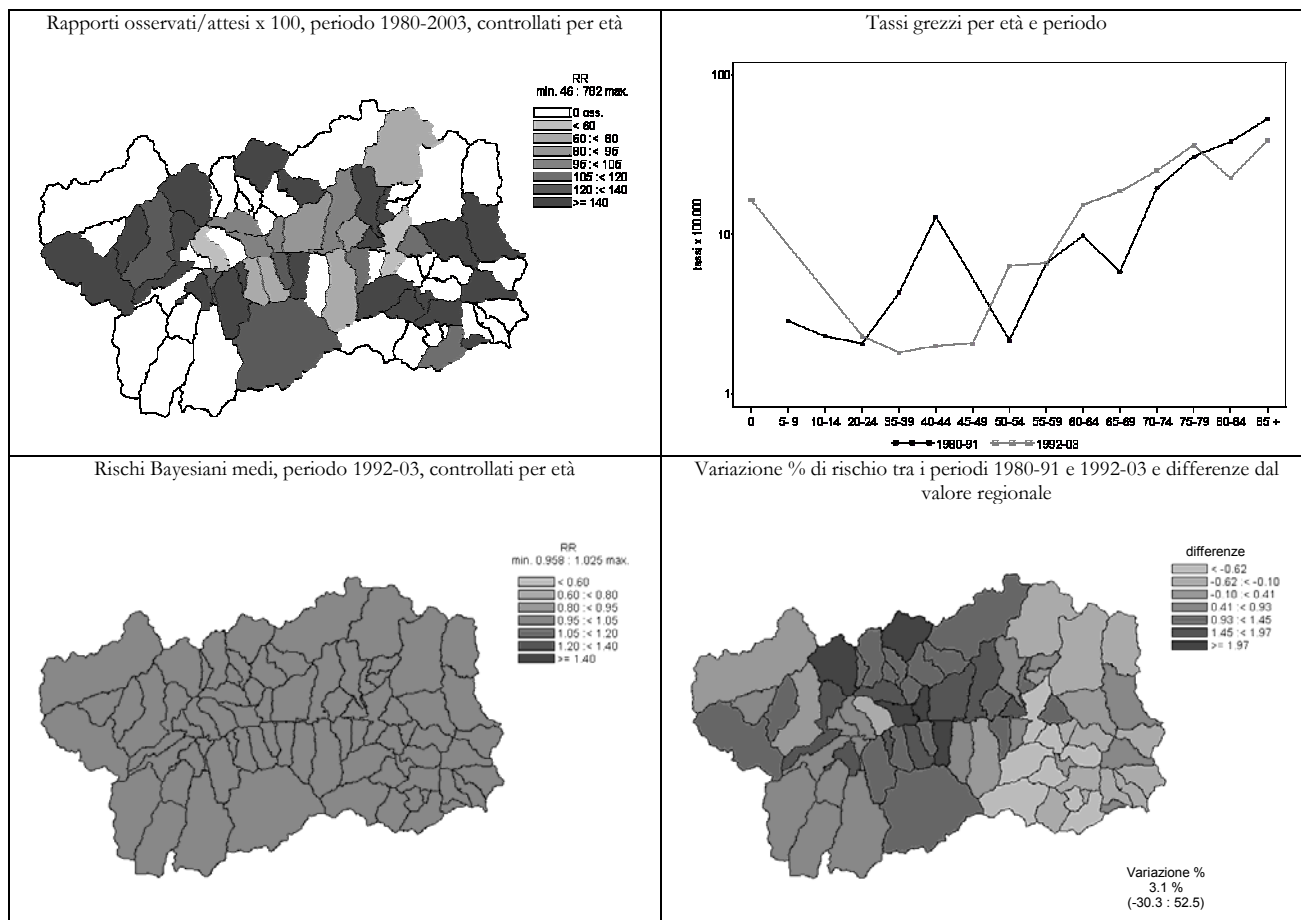 Rapporti osservati/attesi x 100, periodo 1980-2003, controllati per età
RR
min. 46 : 782 max.
0 oss.
< 60
60 :< 80
80 :< 95
95 :< 105
105 :< 120
120 :< 140
>= 140
Tassi grezzi per età e periodo
100
10
1
tassi x 100.000
0 5- 9 10-14 20-24 35-39 40-44 45-49 50-54 55-59 60-64 65-69 70-74 75-79 80-84 85 +
1980-91 1992-03
Rischi Bayesiani medi, periodo 1992-03, controllati per età
RR
min. 0.958 : 1.025 max.
< 0.60
0.60 :< 0.80
0.80 :< 0.95
0.95 :< 1.05
1.05 :< 1.20
1.20 :< 1.40
>= 1.40
Variazione % di rischio tra i periodi 1980-91 e 1992-03 e differenze dal
valore regionale
differenze
< -0.62
-0.62 :< -0.10
-0.10 :< 0.41
0.41 :< 0.93
0.93 :< 1.45
1.45 :< 1.97
>= 1.97
Variazione %
3.1 %
(-30.3 : 52.5)